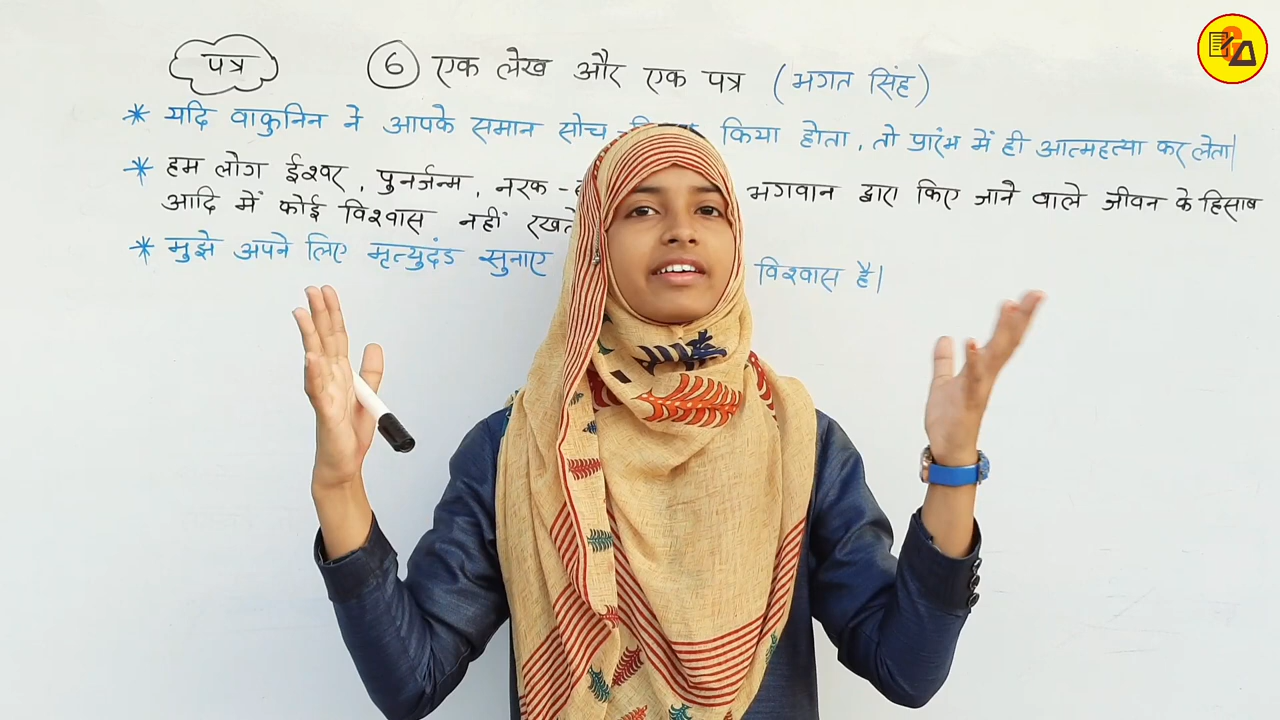 पत्र
6 एक लेख और एक पत्र (भगत सिंह)
* यदि वाकुनिन ने आपके समान सोच किया होता, तो प्रारंभ में ही आत्महत्या कर लेता।
* हम लोग ईश्वर, पुनर्जन्म, नरक - भगवान द्वारा किए जाने वाले जीवन के हिसाब
आदि में कोई विश्वास नहीं रखते
* मुझे अपने लिए मृत्युदंड सुनाए विश्वास है।